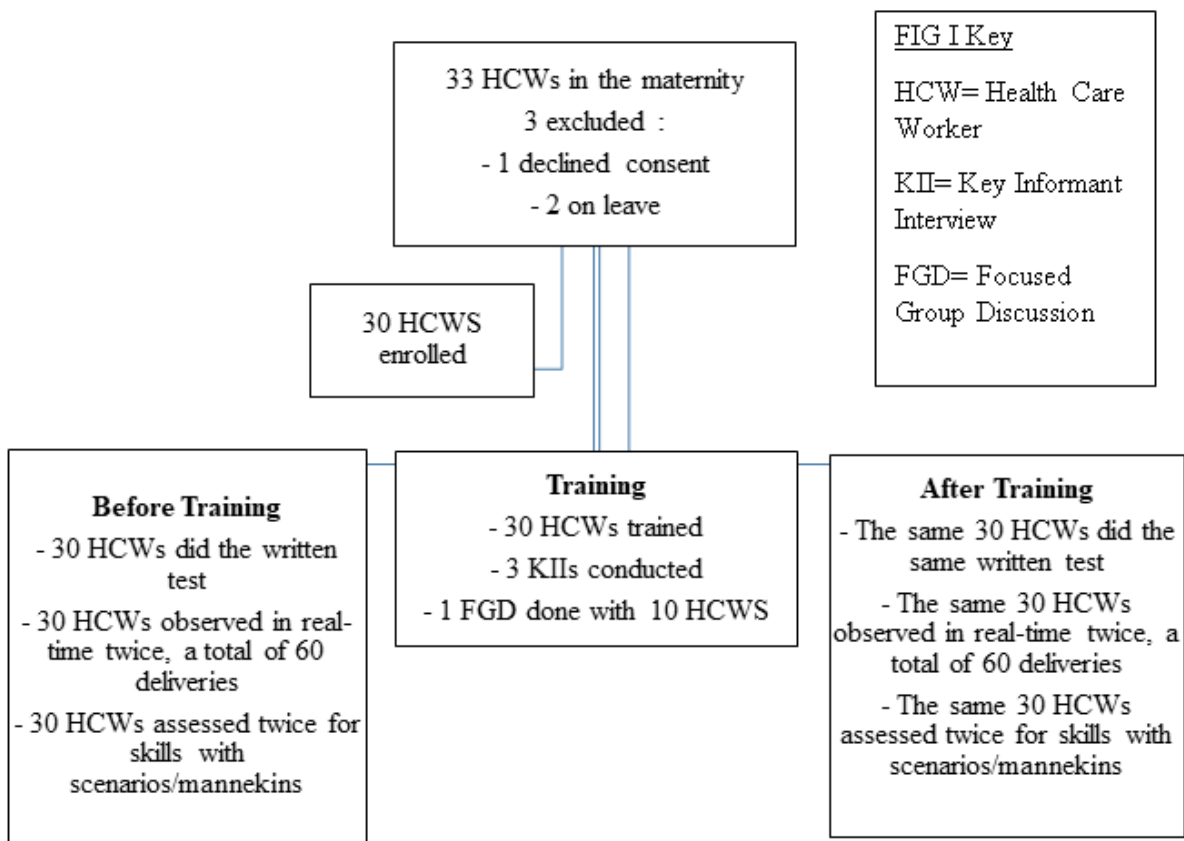 33 HCWs in the maternity
3 excluded :
- 1 declined consent
- 2 on leave
FIG I Key
HCW= Health Care
Worker
KII= Key Informant
Interview
FGD= Focused
Group Discussion
30 HCWS
enrolled
Before Training
- 30 HCWs did the written
test
- 30 HCWs observed in real-
time twice, a total of 60
deliveries
- 30 HCWs assessed twice for
skills with
scenarios/mannekins
Training
- 30 HCWs trained
- 3 KIIs conducted
- 1 FGD done with 10 HCWS
After Training
- The same 30 HCWs did the
same written test
- The same 30 HCWs
observed in real-time twice, a
total of 60 deliveries
- The same 30 HCWs
assessed twice for skills with
scenarios/mannekins